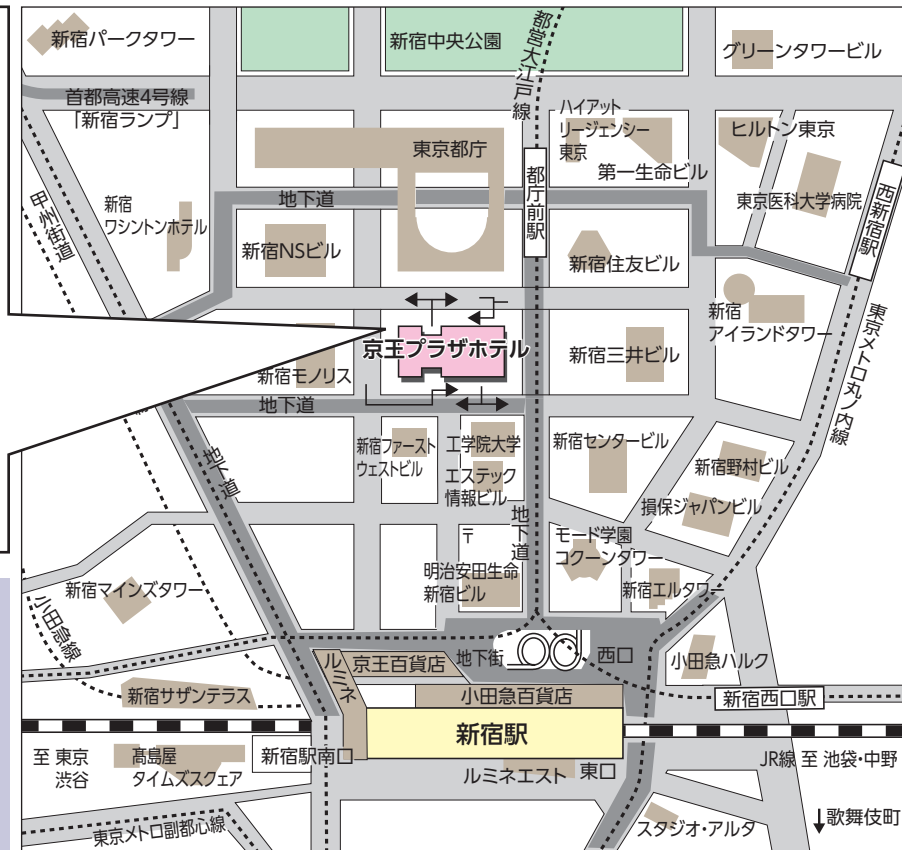 新宿パークタワー
新宿中央公園
都営大江戸線
グリーンタワービル
首都高速4号線
「新宿ランプ」
ハイアット
リージェンシー
東京
ヒルトン東京
東京都庁
第一生命ビル
都庁前駅
東京医科大学病院
西新宿駅
甲州街道
新宿
ワシントンホテル
地下道
新宿NSビル
新宿住友ビル
新宿
アイランドタワー
東京メトロ丸ノ内線
京王プラザホテル
新宿三井ビル
新宿モノリス
地下道
地下道
新宿ファースト
ウェストビル
工学院大学
エステック
情報ビル
新宿センタービル
新宿野村ビル
損保ジャパンビル
地下道
〒
モード学園
コクーンタワー
明治安田生命
新宿ビル
新宿エルタワー
新宿マインズタワー
小田急線
ルミネ
京王百貨店
地下街
西口
小田急ハルク
新宿サザンテラス
小田急百貨店
新宿西口駅
新宿駅
至 東京
渋谷
髙島屋
タイムズスクェア
新宿駅南口
ルミネエスト
東口
JR線 至 池袋・中野
東京メトロ副都心線
スタジオ・アルタ
↓歌舞伎町